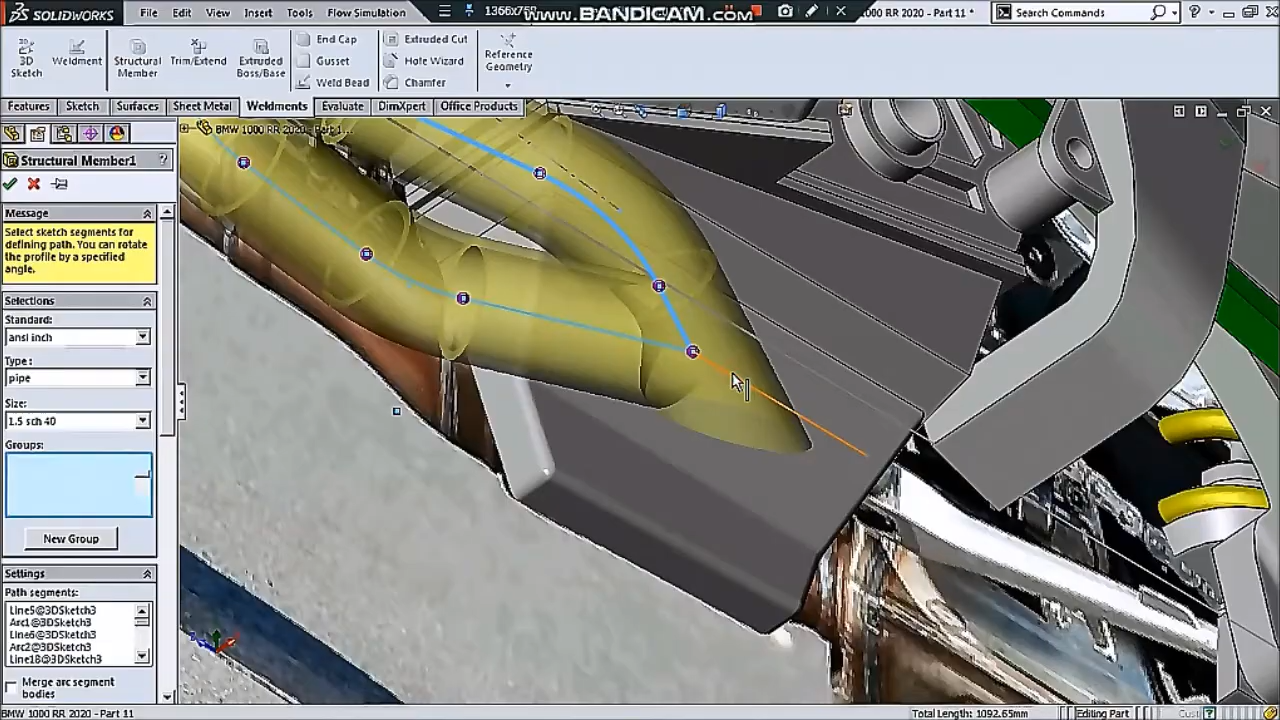 SOLIDWORKS File Edit View Insert Tools Flow Simulation 1366x768 www.BANDICAM.com 1000 RR 2020 - Part 11 * Search Commands
3D Sketch
Weldment
Structural Member
Trim/Extend
Extruded Boss/Base
End Cap
Gusset
Weld Bead
Extruded Cut
Hole Wizard
Chamfer
Reference Geometry
Features Sketch Surfaces Sheet Metal Weldments Evaluate DimXpert Office Products
BMW 1000 RR 2020 - Part 1...
Structural Member1 ?
Message
Select sketch segments for
defining path. You can rotate
the profile by a specified
angle.
Selections
Standard:
ansi inch
Type :
pipe
Size:
1.5 sch 40
Groups:
New Group
Settings
Path segments:
Line5@3DSketch3
Arc1@3DSketch3
Line6@3DSketch3
Arc2@3DSketch3
Line18@3DSketch3
Merge arc segment
bodies
BMW 1000 RR 2020 - Part 11 Total Length: 1092.65mm Editing Part Cust